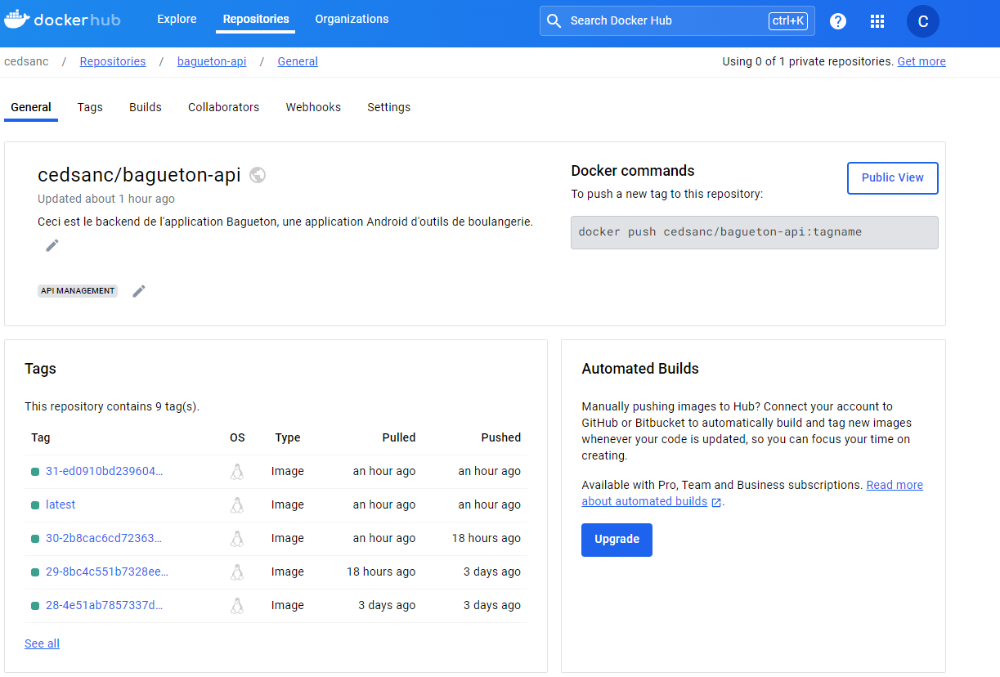 dockerhub Explore Repositories Organizations Search Docker Hub ctrl+K ? C
cedsanc / Repositories / bagueton-api / General Using 0 of 1 private repositories. Get more
General Tags Builds Collaborators Webhooks Settings
cedsanc/bagueton-api
Updated about 1 hour ago
Ceci est le backend de l'application Bagueton, une application Android d'outils de boulangerie.
API MANAGEMENT
Docker commands
Public View
To push a new tag to this repository:
docker push cedsanc/bagueton-api:tagname
Tags
This repository contains 9 tag(s).
Tag OS Type Pulled Pushed
31-ed0910bd239604… Image an hour ago an hour ago
latest Image an hour ago an hour ago
30-2b8cac6cd72363… Image an hour ago 18 hours ago
29-8bc4c551b7328ee… Image 18 hours ago 3 days ago
28-4e51ab7857337d… Image 3 days ago 3 days ago
See all
Automated Builds
Manually pushing images to Hub? Connect your account to
GitHub or Bitbucket to automatically build and tag new images
whenever your code is updated, so you can focus your time on
creating.
Available with Pro, Team and Business subscriptions. Read more
about automated builds .
Upgrade